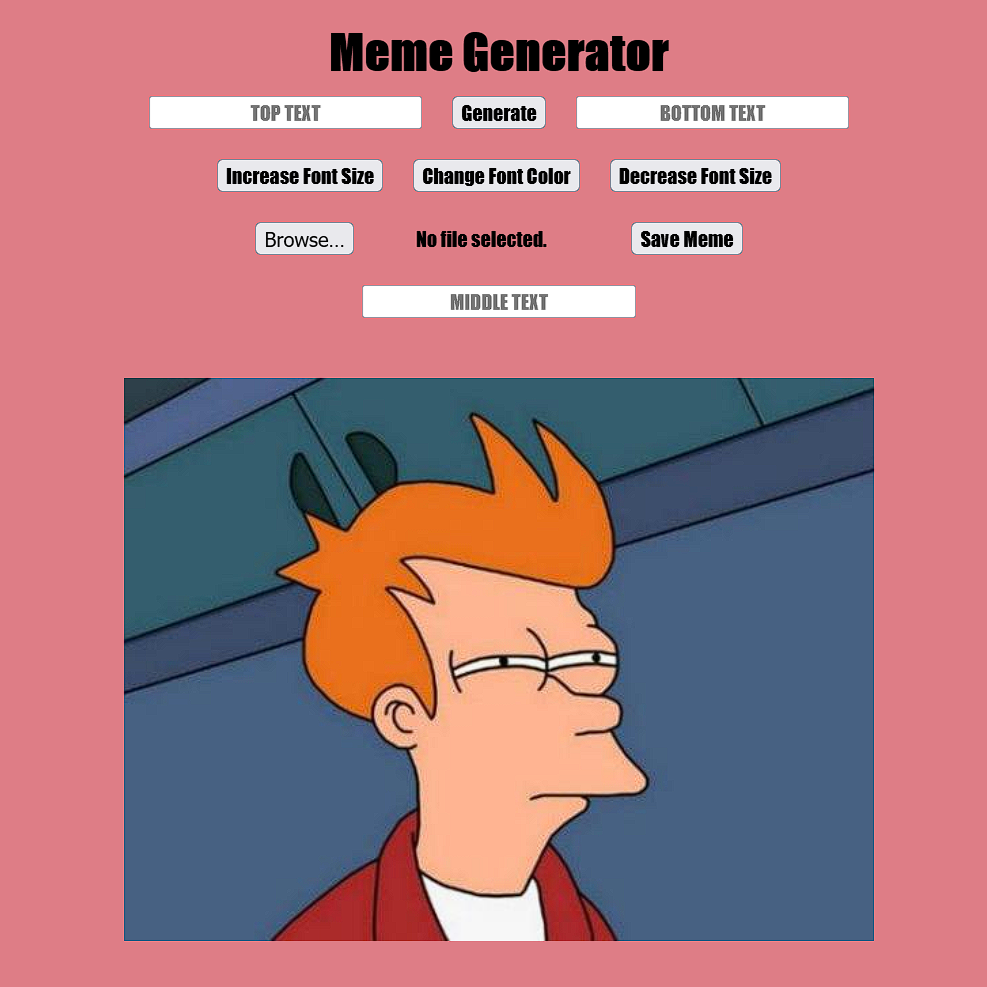 Meme Generator
TOP TEXT Generate BOTTOM TEXT
Increase Font Size Change Font Color Decrease Font Size
Browse... No file selected. Save Meme
MIDDLE TEXT